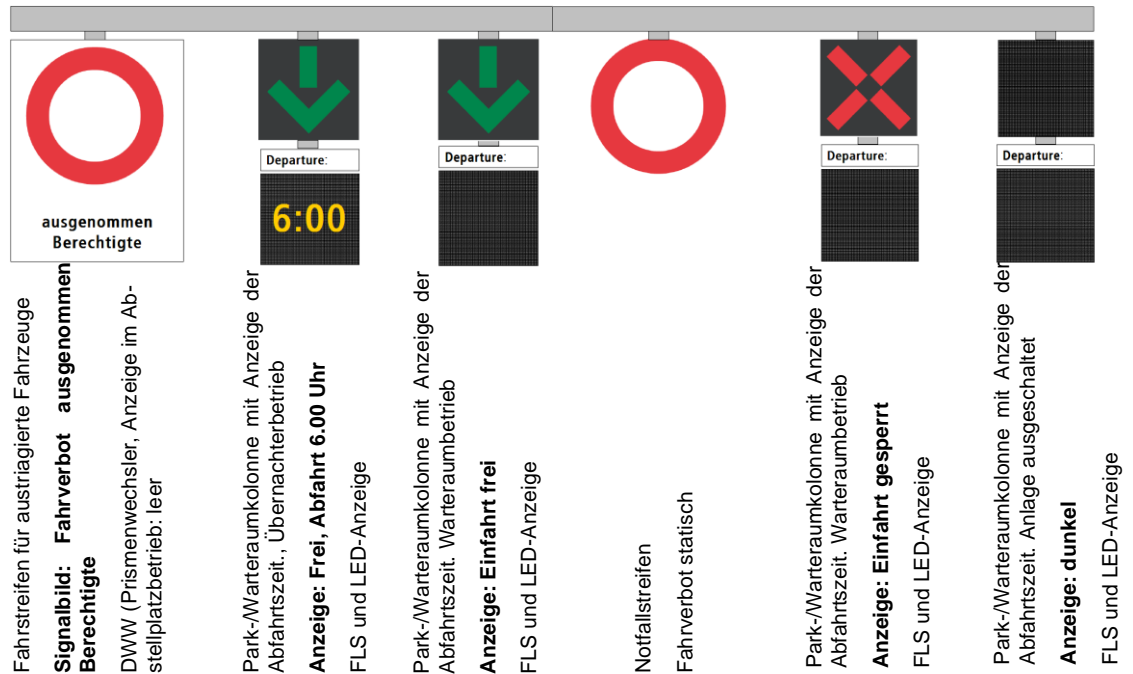 ausgenommen
Berechtigte
Departure:
6:00
Departure:
Departure:
Departure:
Fahrstreifen für austriagierte Fahrzeuge
Signalbild: Fahrverbot ausgenommen
Berechtigte
DWW (Prismenwechsler, Anzeige im Ab-
stellplatzbetrieb: leer
Park-/Warteraumkolonne mit Anzeige der
Abfahrtszeit., Übernachterbetrieb
Anzeige: Frei, Abfahrt 6.00 Uhr
FLS und LED-Anzeige
Park-/Warteraumkolonne mit Anzeige der
Abfahrtszeit. Warteraumbetrieb
Anzeige: Einfahrt frei
FLS und LED-Anzeige
Notfallstreifen
Fahrverbot statisch
Park-/Warteraumkolonne mit Anzeige der
Abfahrtszeit. Warteraumbetrieb
Anzeige: Einfahrt gesperrt
FLS und LED-Anzeige
Park-/Warteraumkolonne mit Anzeige der
Abfahrtszeit. Anlage ausgeschaltet
Anzeige: dunkel
FLS und LED-Anzeige